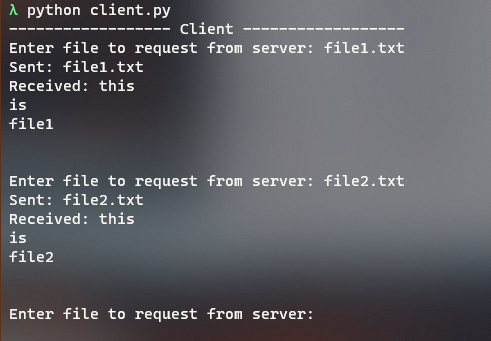 λ python client.py
------------------ Client ------------------
Enter file to request from server: file1.txt
Sent: file1.txt
Received: this
is
file1
Enter file to request from server: file2.txt
Sent: file2.txt
Received: this
is
file2
Enter file to request from server: